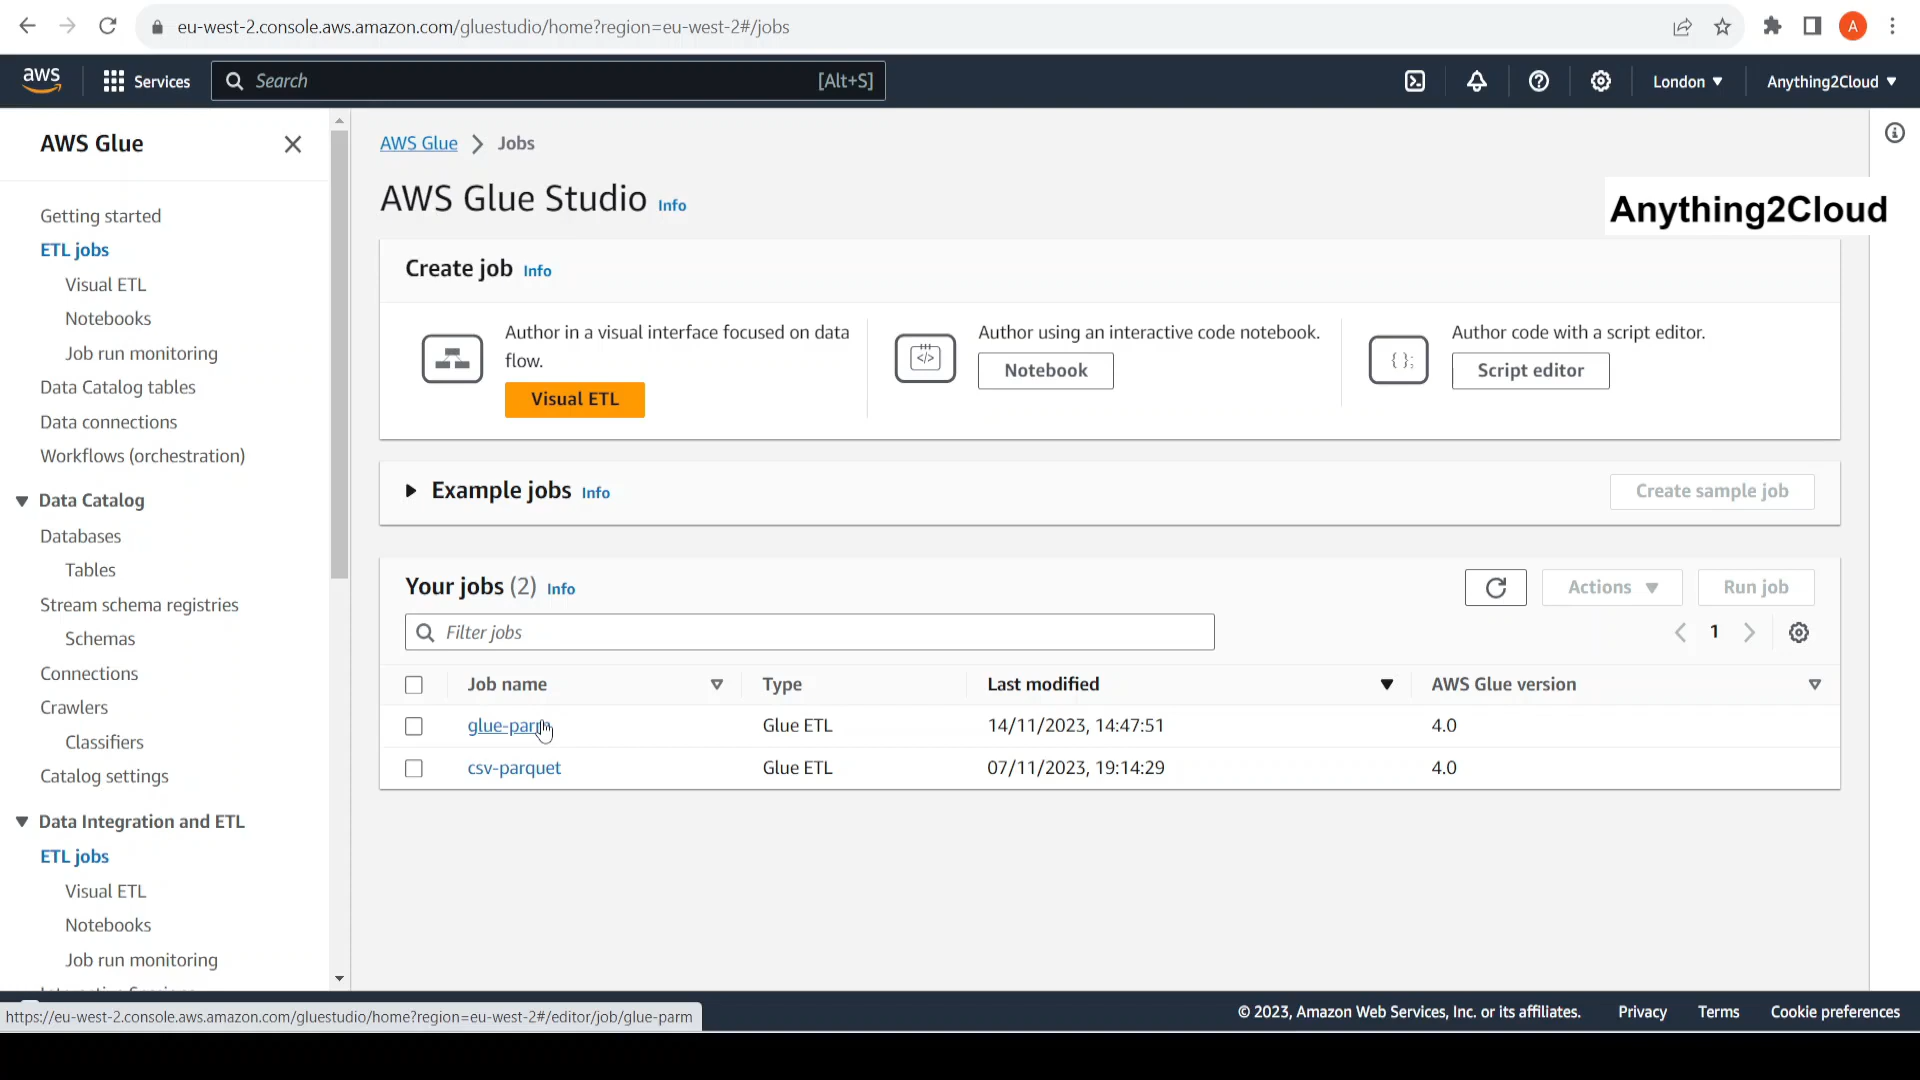 eu-west-2.console.aws.amazon.com/gluestudio/home?region=eu-west-2#/jobs
A
aws
Services
Search
[Alt+S]
London
Anything2Cloud
AWS Glue
Getting started
ETL jobs
Visual ETL
Notebooks
Job run monitoring
Data Catalog tables
Data connections
Workflows (orchestration)
Data Catalog
Databases
Tables
Stream schema registries
Schemas
Connections
Crawlers
Classifiers
Catalog settings
Data Integration and ETL
ETL jobs
Visual ETL
Notebooks
Job run monitoring
AWS Glue > Jobs
AWS Glue Studio Info
Anything2Cloud
Create job Info
Author in a visual interface focused on data
flow.
Visual ETL
Author using an interactive code notebook.
Notebook
Author code with a script editor.
Script editor
Example jobs Info
Create sample job
Your jobs (2) Info
Actions
Run job
Filter jobs
1
Job name Type Last modified AWS Glue version
glue-parm Glue ETL 14/11/2023, 14:47:51 4.0
csv-parquet Glue ETL 07/11/2023, 19:14:29 4.0
https://eu-west-2.console.aws.amazon.com/gluestudio/home?region=eu-west-2#/editor/job/glue-parm
© 2023, Amazon Web Services, Inc. or its affiliates. Privacy Terms Cookie preferences